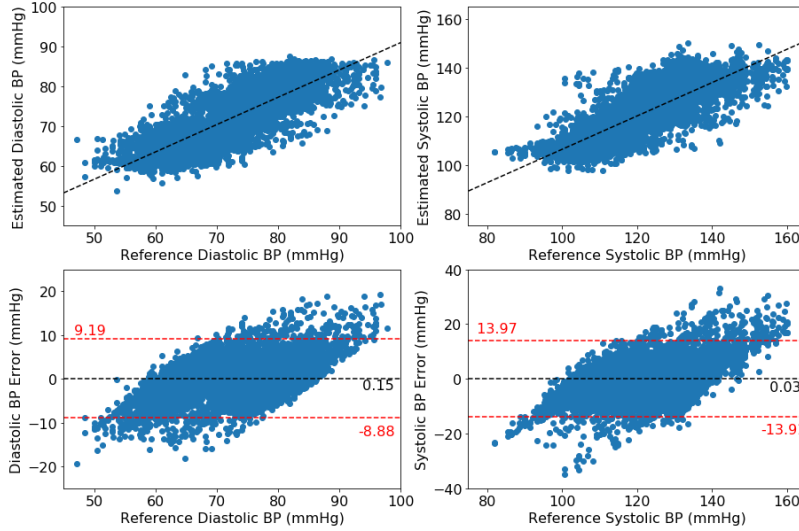 100
90
80
70
60
50
Estimated Diastolic BP (mmHg)
50 60 70 80 90 100
Reference Diastolic BP (mmHg)
160
140
120
100
80
Estimated Systolic BP (mmHg)
80 100 120 140 160
Reference Systolic BP (mmHg)
20
10
0
−10
−20
Diastolic BP Error (mmHg)
9.19
0.15
-8.88
50 60 70 80 90 100
Reference Diastolic BP (mmHg)
40
20
0
−20
−40
Systolic BP Error (mmHg)
13.97
0.03
-13.9
80 100 120 140 160
Reference Systolic BP (mmHg)